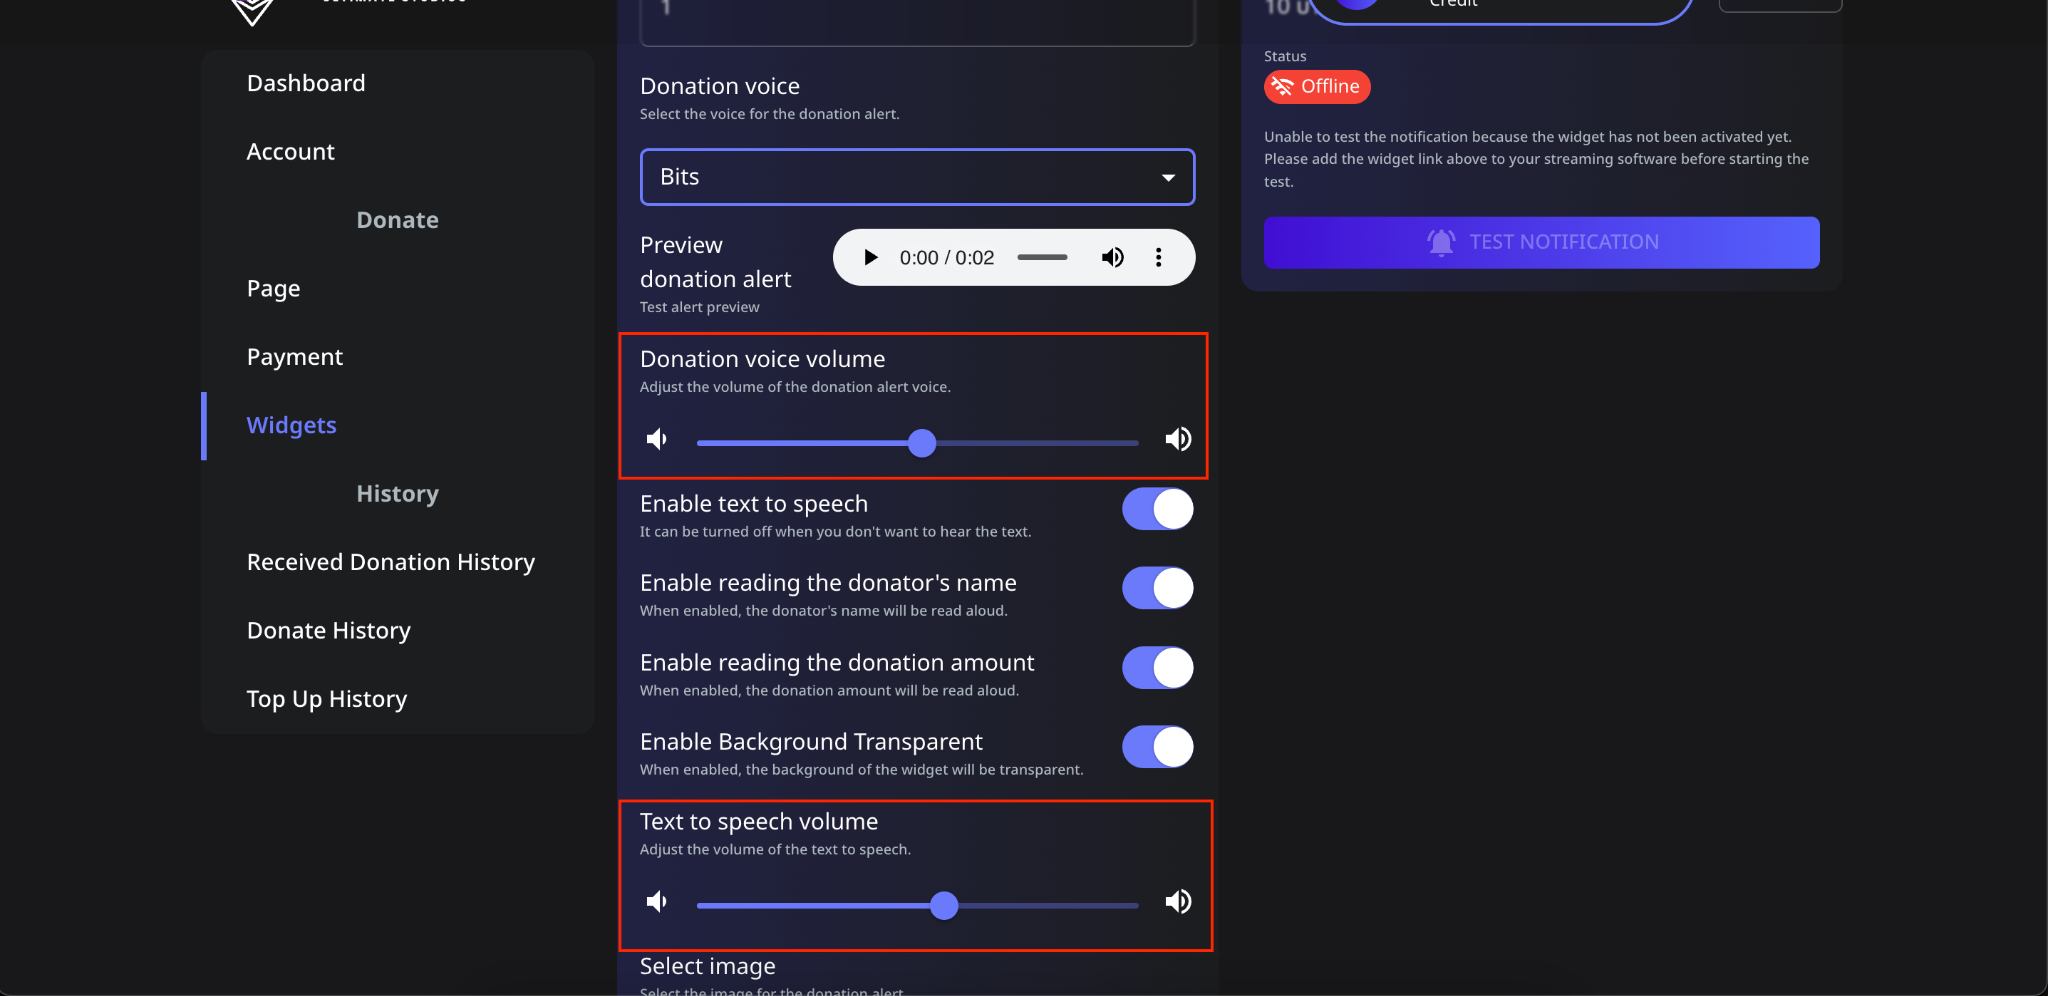 Dashboard
Account
Donate
Page
Payment
Widgets
History
Received Donation History
Donate History
Top Up History
1
Donation voice
Select the voice for the donation alert.
Bits
Preview
donation alert
Test alert preview
0:00 / 0:02
Donation voice volume
Adjust the volume of the donation alert voice.
Enable text to speech
It can be turned off when you don't want to hear the text.
Enable reading the donator's name
When enabled, the donator's name will be read aloud.
Enable reading the donation amount
When enabled, the donation amount will be read aloud.
Enable Background Transparent
When enabled, the background of the widget will be transparent.
Text to speech volume
Adjust the volume of the text to speech.
Select image
Select the image for the donation alert.
10
Credit
Status
Offline
Unable to test the notification because the widget has not been activated yet.
Please add the widget link above to your streaming software before starting the
test.
TEST NOTIFICATION